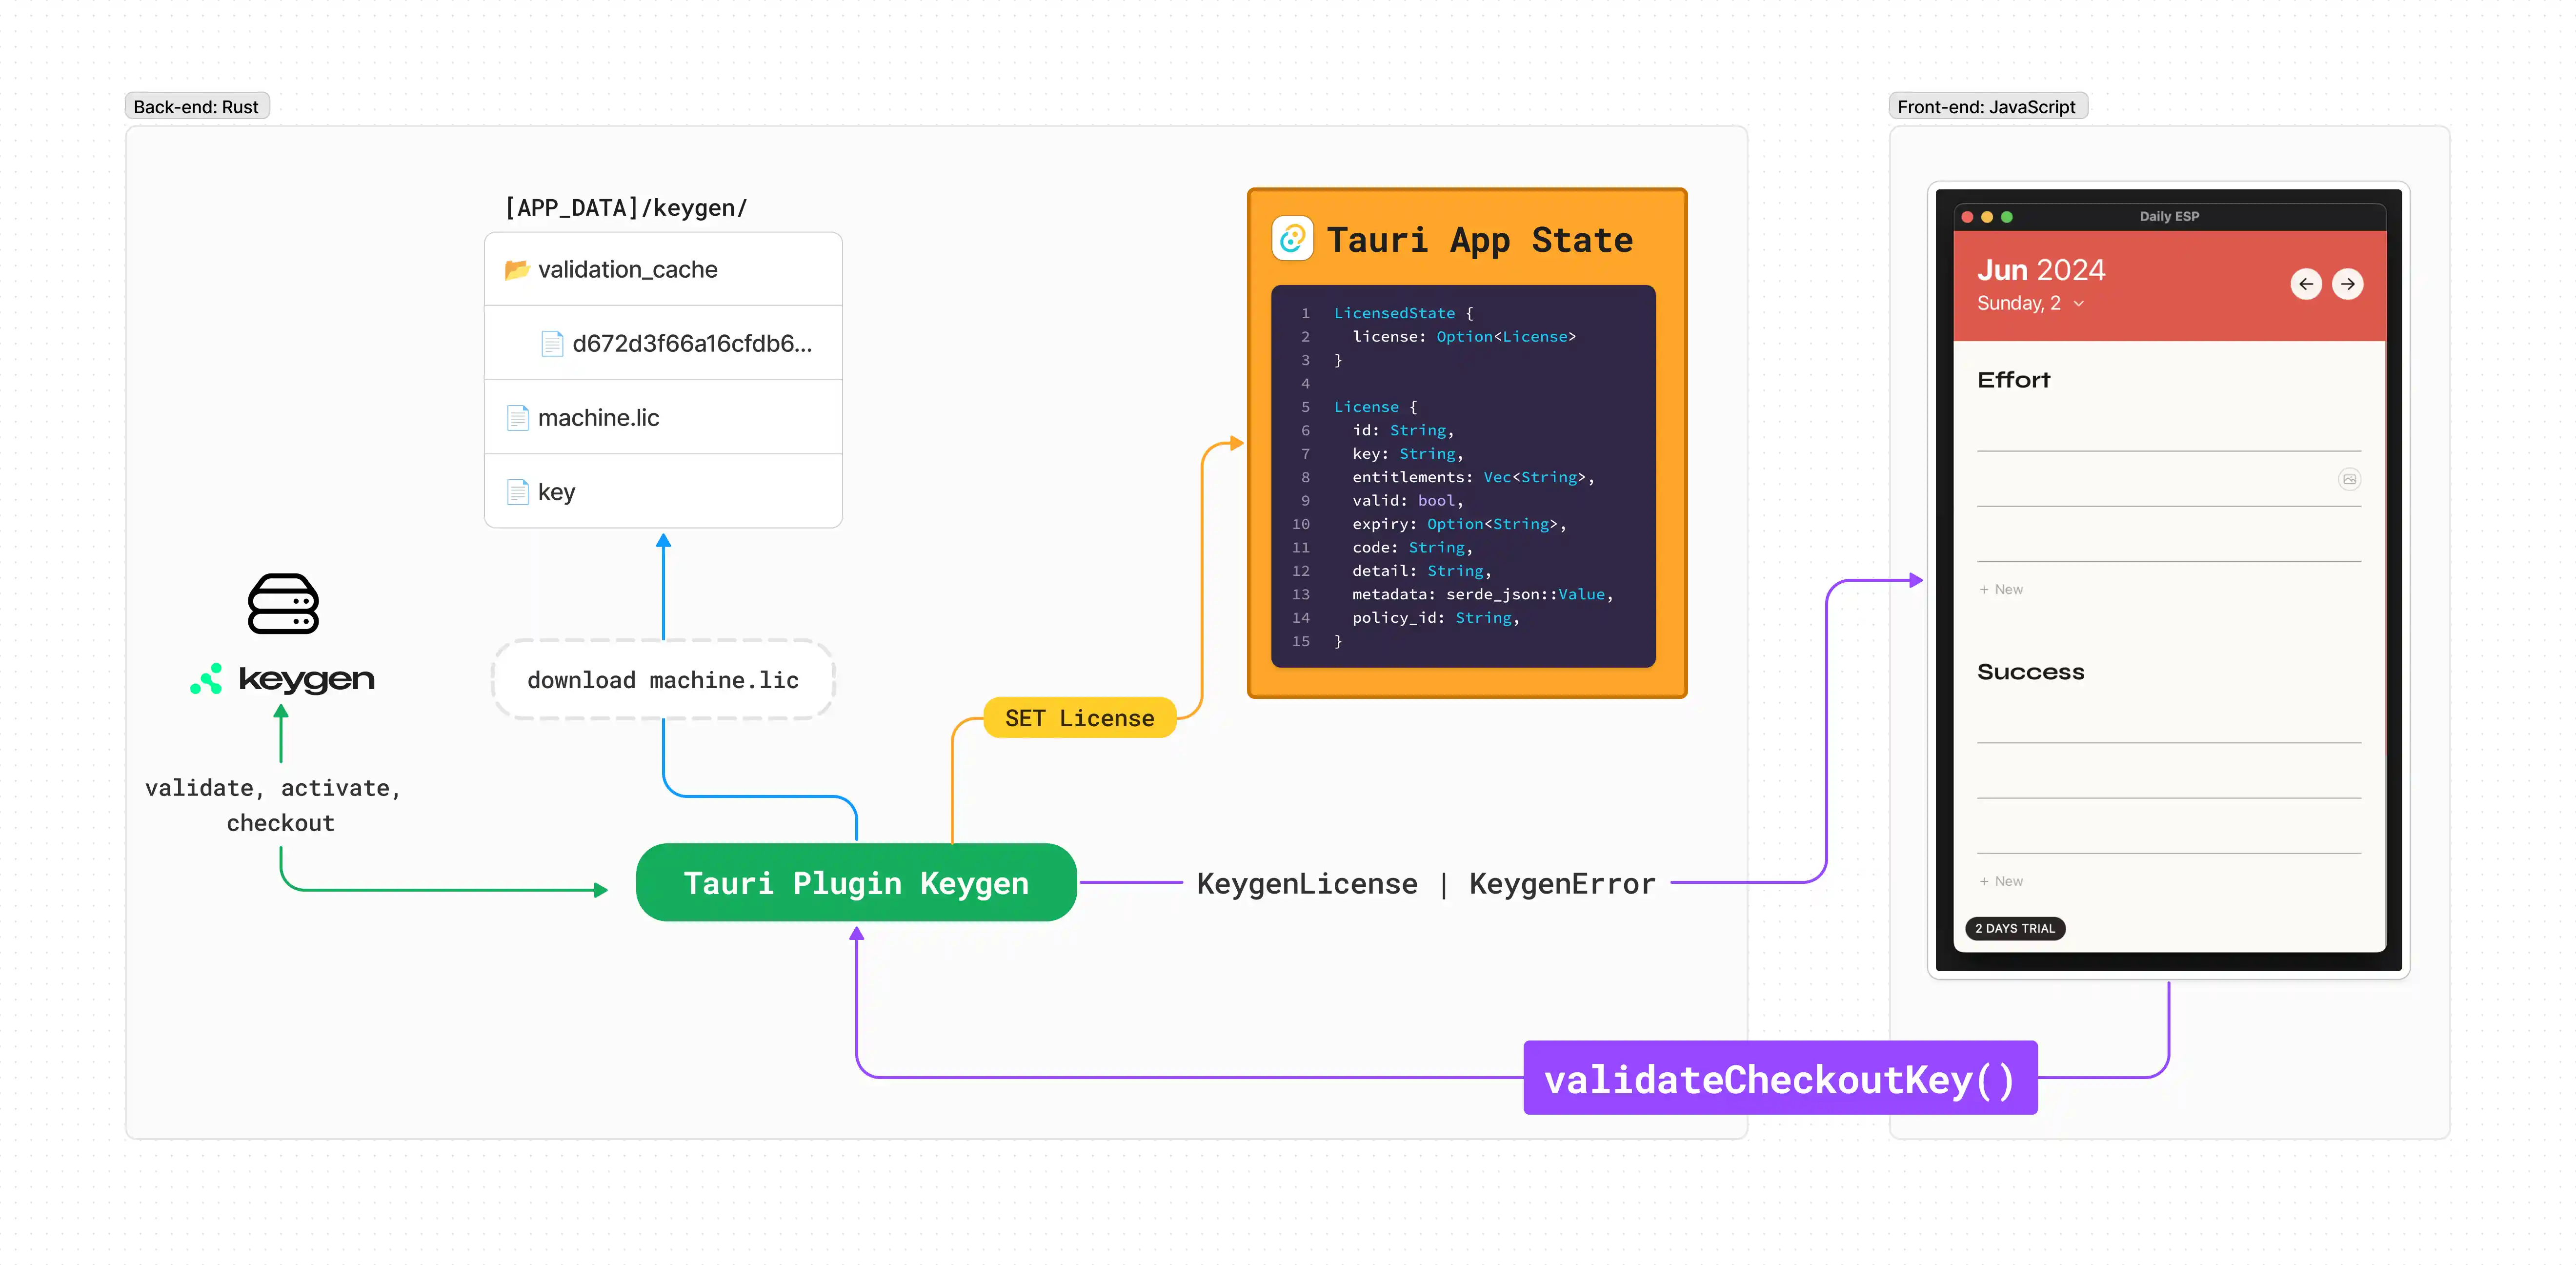 Back-end: Rust
[APP_DATA]/keygen/
validation_cache
d672d3f66a16cfdb6...
machine.lic
key
keygen
validate, activate,
checkout
download machine.lic
SET License
Tauri Plugin Keygen
KeygenLicense | KeygenError
Tauri App State
1 LicensedState {
2 license: Option<License>
3 }
4
5 License {
6 id: String,
7 key: String,
8 entitlements: Vec<String>,
9 valid: bool,
10 expiry: Option<String>,
11 code: String,
12 detail: String,
13 metadata: serde_json::Value,
14 policy_id: String,
15 }
validateCheckoutKey()
Front-end: JavaScript
Daily ESP
Jun 2024
Sunday, 2
Effort
+ New
Success
+ New
2 DAYS TRIAL